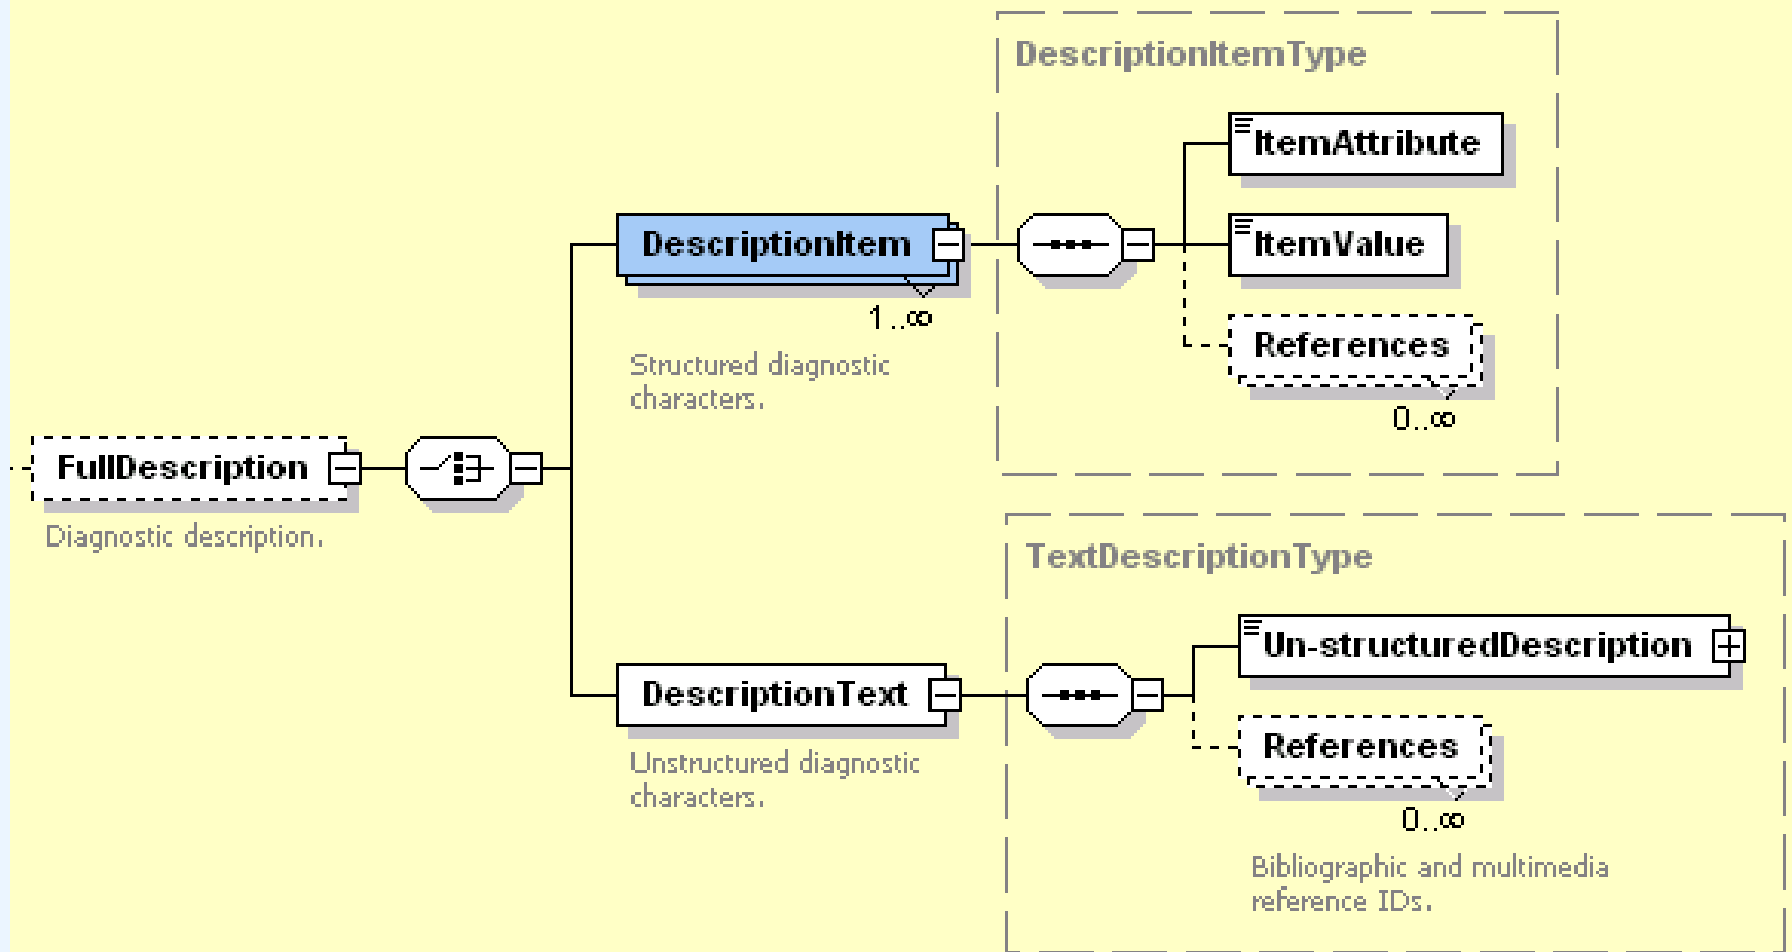 DescriptionItemType
ItemAttribute
DescriptionItem
ItemValue
1..∞
References
Structured diagnostic
characters.
0..∞
FullDescription
Diagnostic description.
TextDescriptionType
Un-structuredDescription
DescriptionText
References
Unstructured diagnostic
characters.
0..∞
Bibliographic and multimedia
reference IDs.